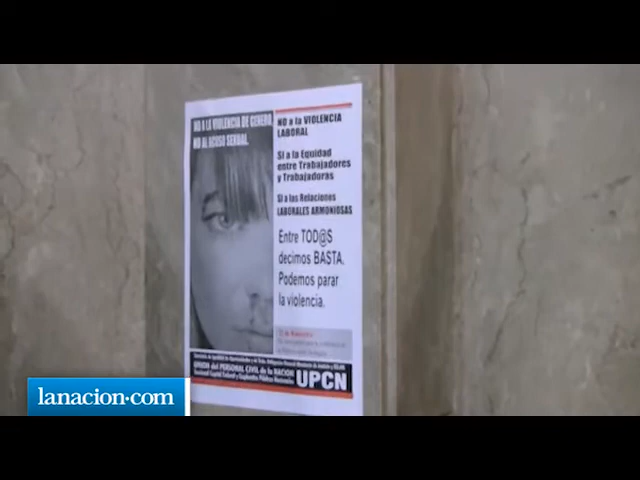 NO A LA VIOLENCIA DE GENERO,
NO AL ACOSO SEXUAL.
NO a la VIOLENCIA
LABORAL
SI a la Equidad
entre Trabajadores
y Trabajadoras
SI a las Relaciones
LABORALES ARMONIOSAS
Entre TOD@S
decimos BASTA.
Podemos parar
la violencia.
UNION del PERSONAL CIVIL de la NACION
UPCN
lanacion.com